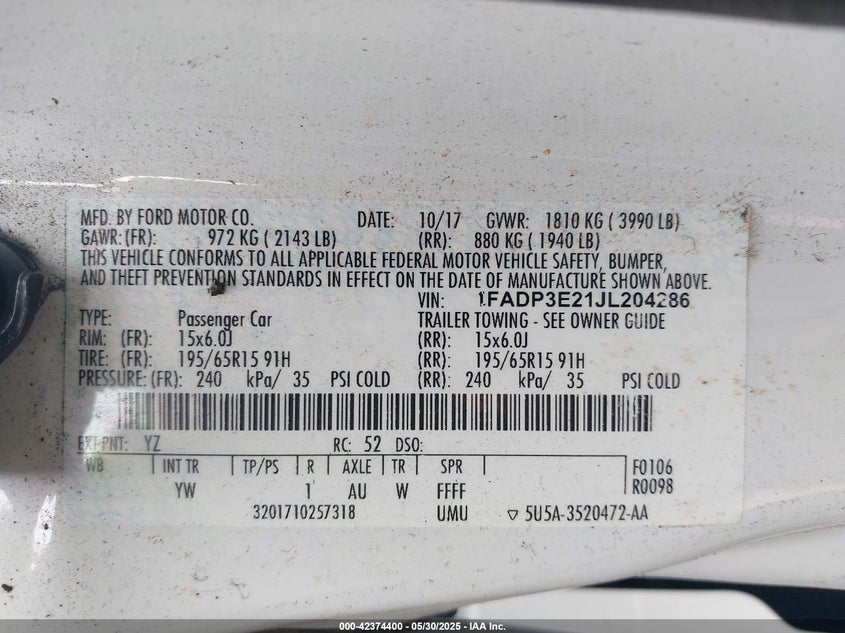 MFD. BY FORD MOTOR CO. DATE: 10/17 GVWR: 1810 KG ( 3990 LB)
GAWR: (FR): 972 KG ( 2143 LB) (RR): 880 KG ( 1940 LB)
THIS VEHICLE CONFORMS TO ALL APPLICABLE FEDERAL MOTOR VEHICLE SAFETY, BUMPER,
AND THEFT PREVENTION STANDARDS IN EFFECT ON THE DATE OF MANUFACTURE SHOWN ABOVE.
VIN: 1FADP3E21JL204286
TYPE: Passenger Car TRAILER TOWING - SEE OWNER GUIDE
RIM: (FR): 15x6.0J (RR): 15x6.0J
TIRE: (FR): 195/65R15 91H (RR): 195/65R15 91H
PRESSURE: (FR): 240 kPa/ 35 PSI COLD (RR): 240 kPa/ 35 PSI COLD
EXT PNT: YZ RC: 52 DSO:
WB INT TR TP/PS R AXLE TR SPR F0106
YW 1 AU W FFFF R0098
3201710257318 UMU ▽ 5U5A-3520472-AA
000-42374400 - 05/30/2025 - IAA Inc.